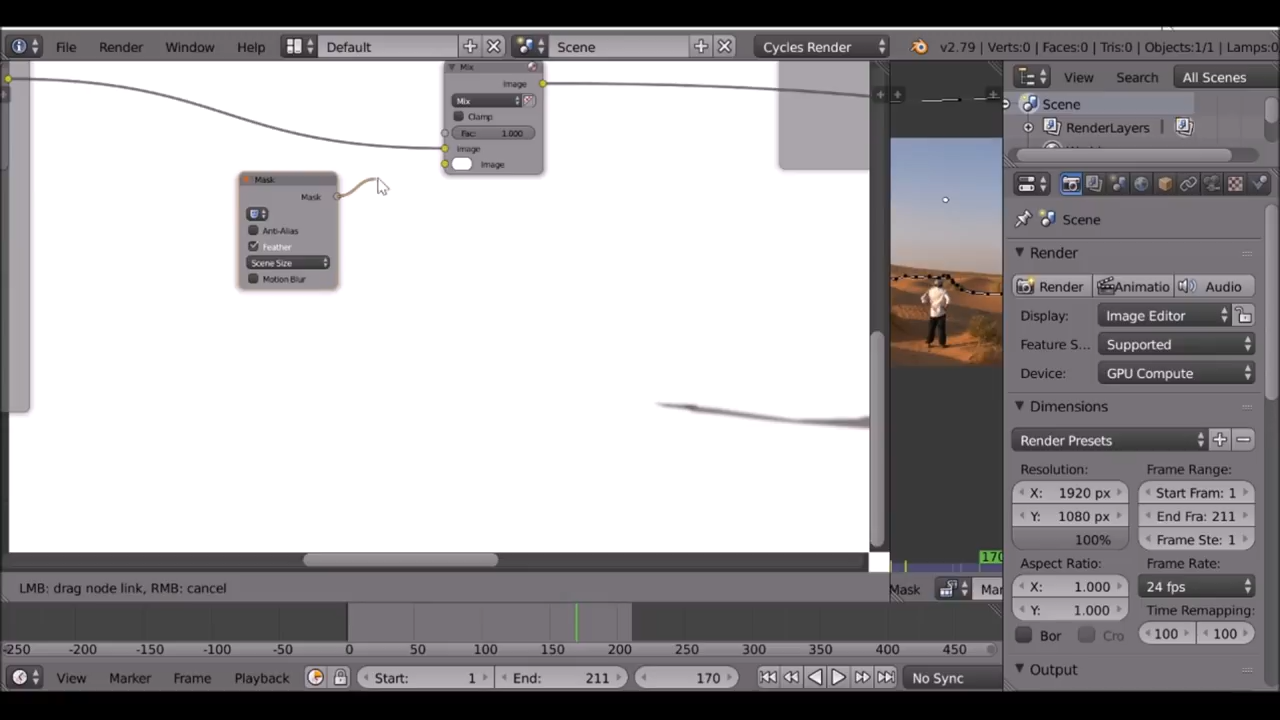 File Render Window Help Default Scene Cycles Render v2.79 | Verts:0 | Faces:0 | Tris:0 | Objects:1/1 | Lamps:0
Mix
Image
Mix
Clamp
Fac: 1.000
Image
Image
Mask
Mask
Anti-Alias
Feather
Scene Size
Motion Blur
View Search All Scenes
Scene
RenderLayers
Scene
Render
Render Animatio Audio
Display: Image Editor
Feature S... Supported
Device: GPU Compute
Dimensions
Render Presets
Resolution: Frame Range:
X: 1920 px Start Fram: 1
Y: 1080 px End Fra: 211
100% Frame Ste: 1
Aspect Ratio: Frame Rate:
X: 1.000 24 fps
Y: 1.000 Time Remapping:
Bor Cro 100 100
Output
170
LMB: drag node link, RMB: cancel
Mask Mar
-250 -200 -150 -100 -50 0 50 100 150 200 250 300 350 400 450
View Marker Frame Playback Start: 1 End: 211 170 No Sync